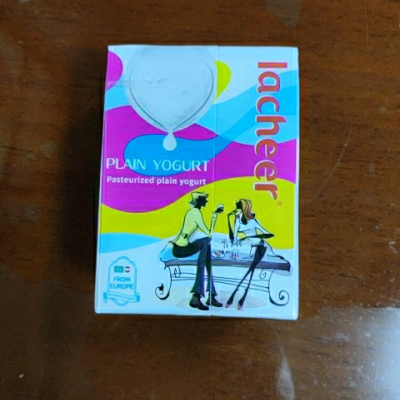 lacheer®
PLAIN YOGURT
Pasteurized plain yogurt
FROM
EUROPE